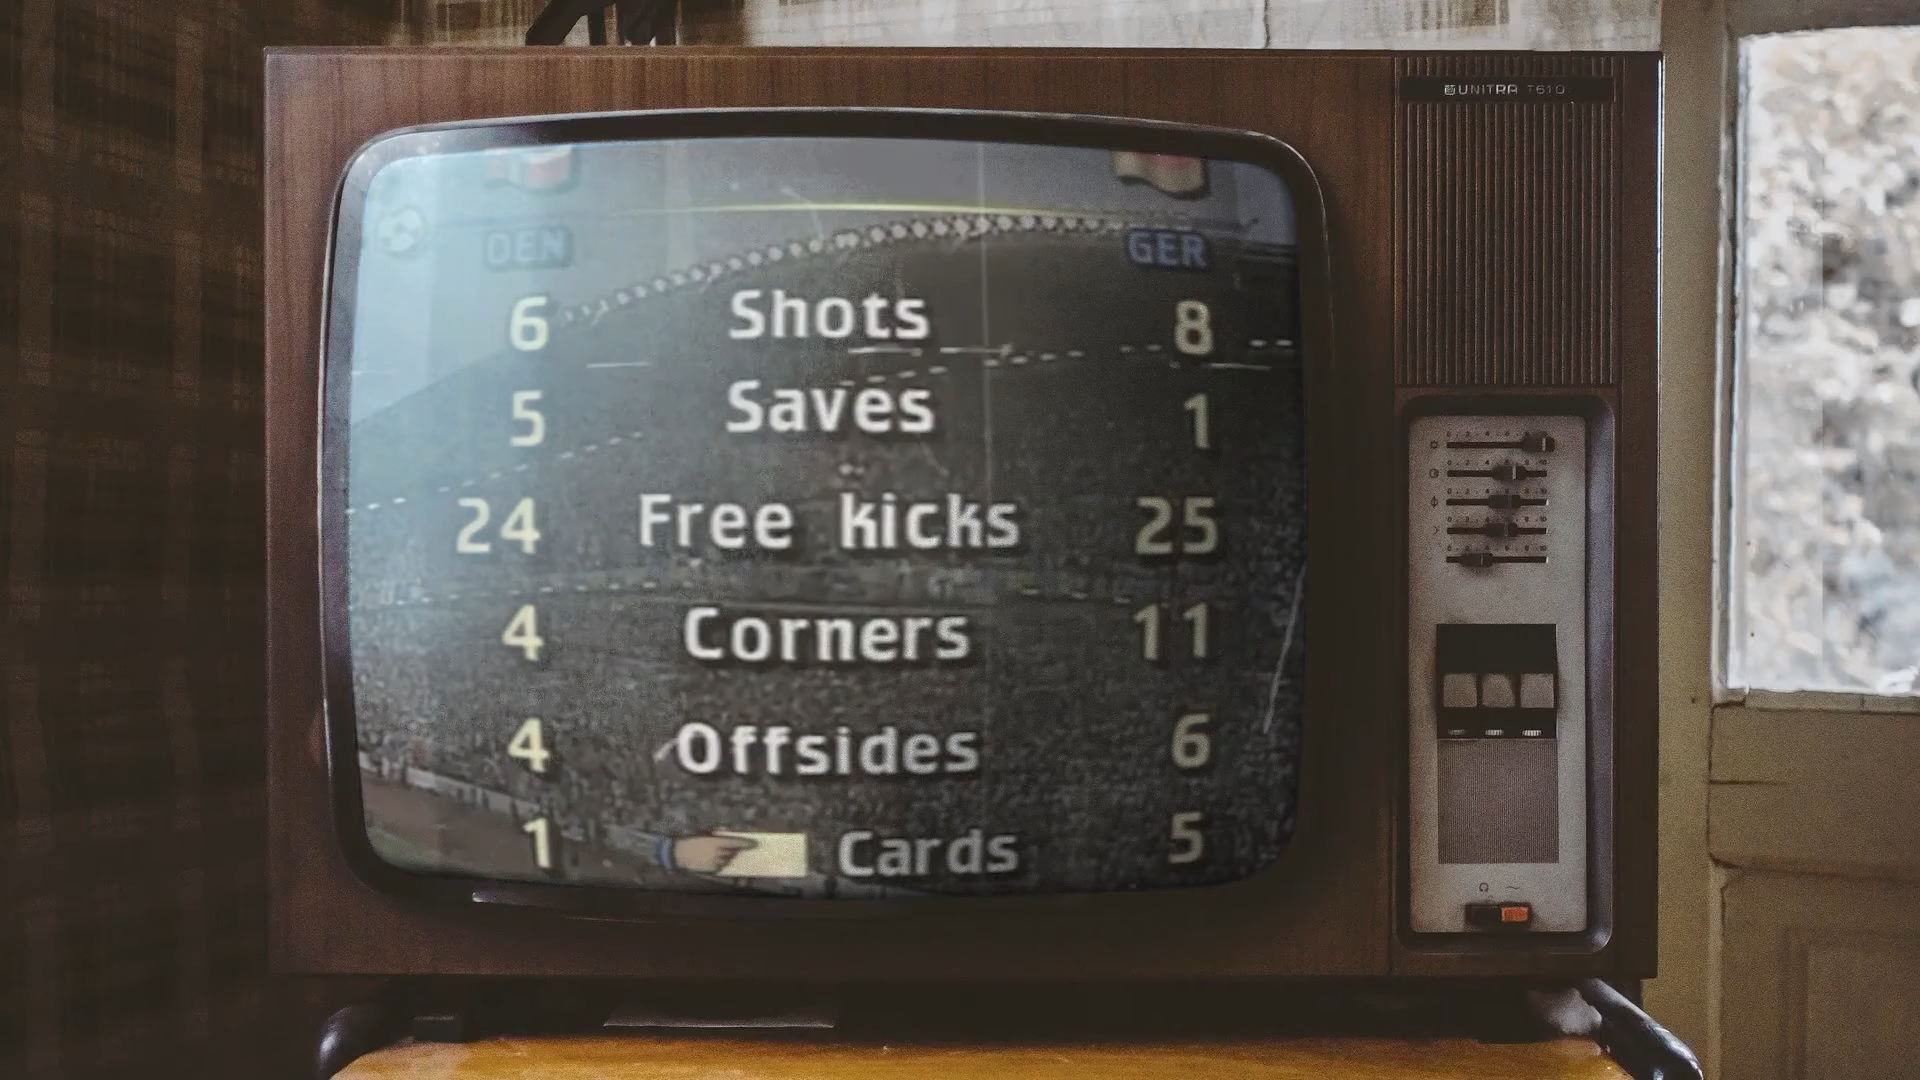 UNITRA T610
DEN GER
6 Shots 8
5 Saves 1
24 Free kicks 25
4 Corners 11
4 Offsides 6
1 Cards 5